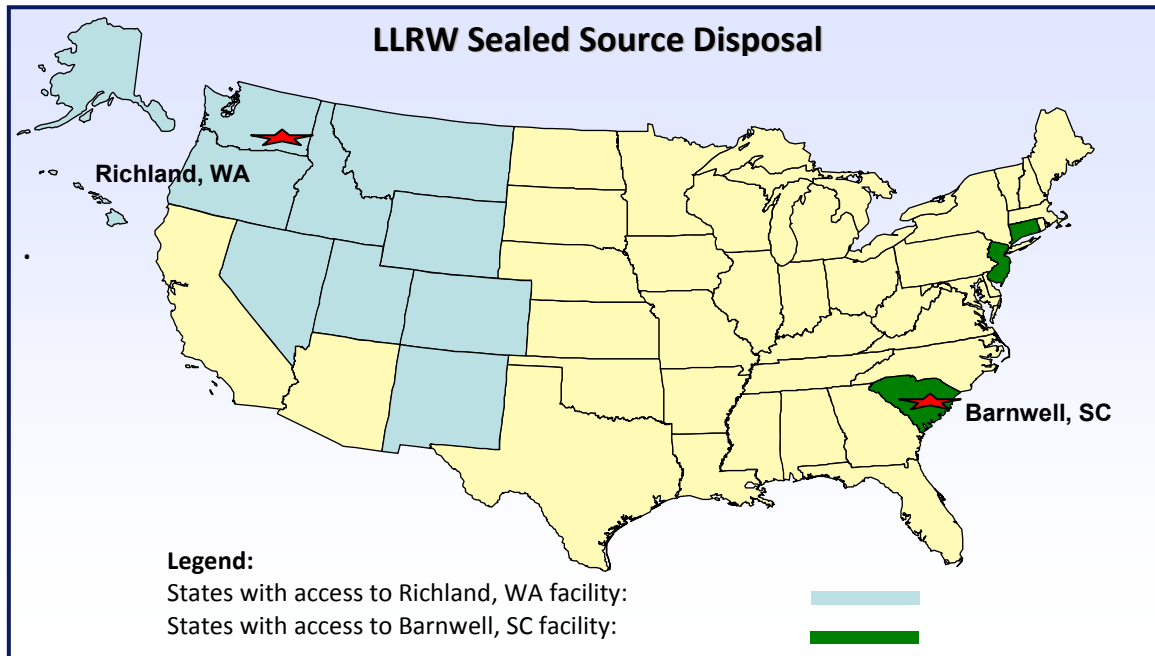 LLRW Sealed Source Disposal
Richland, WA
Barnwell, SC
Legend:
States with access to Richland, WA facility:
States with access to Barnwell, SC facility: